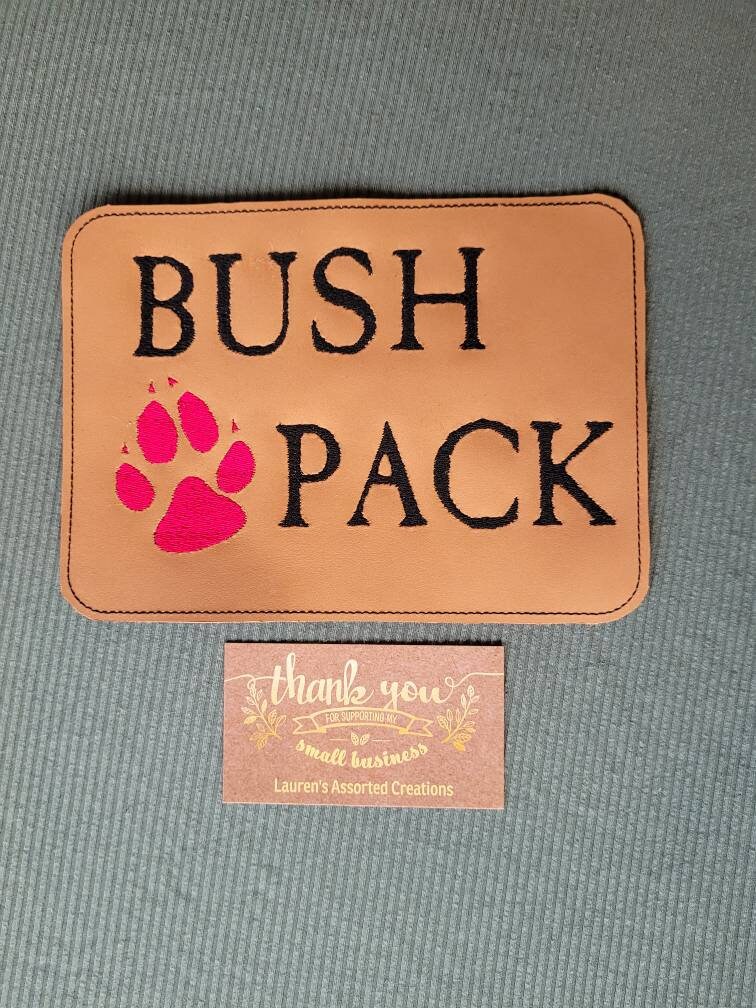 BUSH
PACK
thank you
FOR SUPPORTING MY
small business
Lauren's Assorted Creations